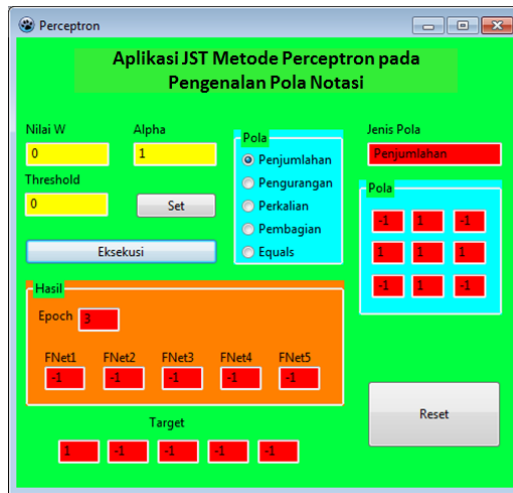 Perceptron
Aplikasi JST Metode Perceptron pada
Pengenalan Pola Notasi
Nilai W
0
Alpha
1
Threshold
0
Set
Eksekusi
Pola
Penjumlahan
Pengurangan
Perkalian
Pembagian
Equals
Jenis Pola
Penjumlahan
Pola
-1 1 -1
1 1 1
-1 1 -1
Hasil
Epoch 3
FNet1 FNet2 FNet3 FNet4 FNet5
-1 -1 -1 -1 -1
Target
1 -1 -1 -1 -1
Reset